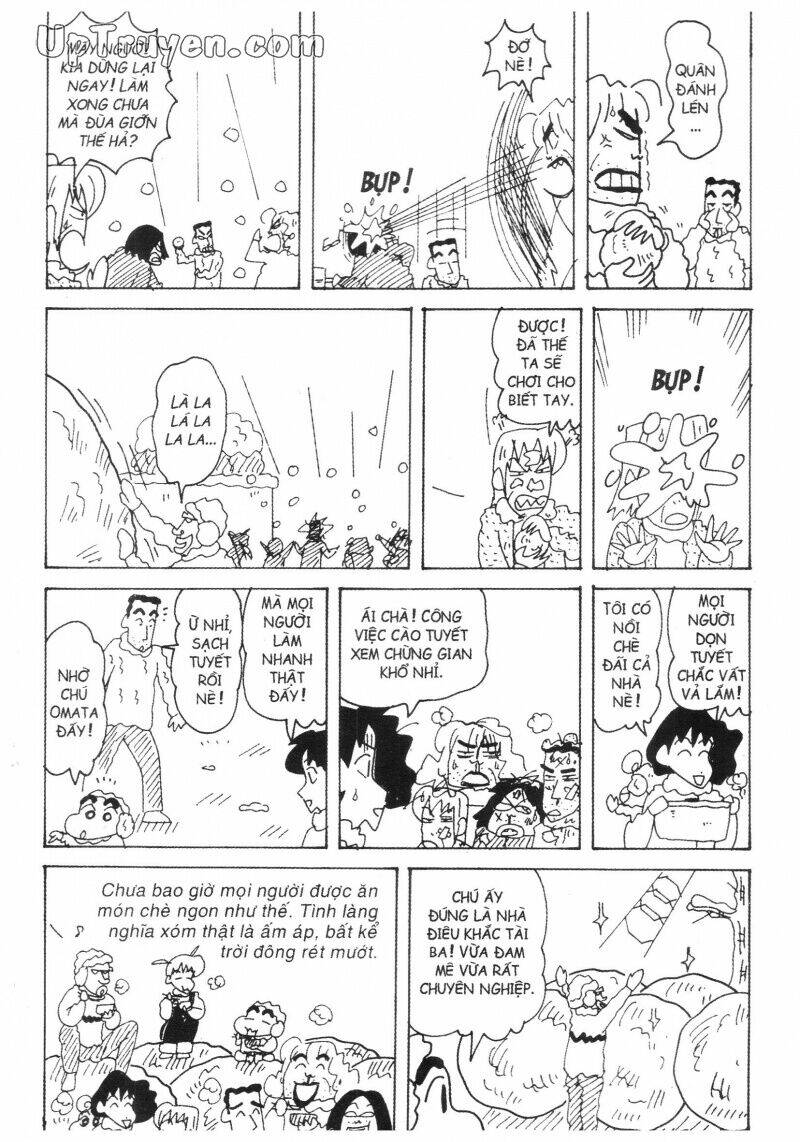 UpTruyen.com
QUÂN
ĐÁNH
LÉN
...
ĐỠ
NÈ!
BỤP!
MẤY NGƯỜI
KIA DỪNG LẠI
NGAY! LÀM
XONG CHƯA
MÀ ĐÙA GIỠN
THẾ HẢ?
BỤP!
ĐƯỢC!
ĐÃ THẾ
TA SẼ
CHƠI CHO
BIẾT TAY.
LÀ LA
LÁ LA
LA LA...
MỌI
NGƯỜI
DỌN
TUYẾT
CHẮC VẤT
VẢ LẮM!
TÔI CÓ
NỒI CHÈ
ĐÃI CẢ
NHÀ NÈ!
ÁI CHÀ! CÔNG
VIỆC CÀO TUYẾT
XEM CHỪNG GIAN
KHỔ NHỈ.
MÀ MỌI
NGƯỜI
LÀM
NHANH
THẬT
ĐẤY!
Ừ NHỈ,
SẠCH
TUYẾT
RỒI
NÈ!
NHỜ
CHÚ
OMATA
ĐẤY!
CHÚ ẤY
ĐÚNG LÀ NHÀ
ĐIÊU KHẮC TÀI
BA! VỪA ĐAM
MÊ VỪA RẤT
CHUYÊN NGHIỆP.
Chưa bao giờ mọi người được ăn
món chè ngon như thế. Tình làng
nghĩa xóm thật là ấm áp, bất kể
trời đông rét mướt.